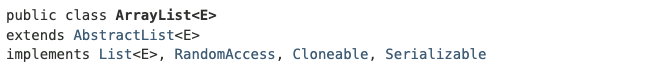 public class ArrayList<E>
extends AbstractList<E>
implements List<E>, RandomAccess, Cloneable, Serializable